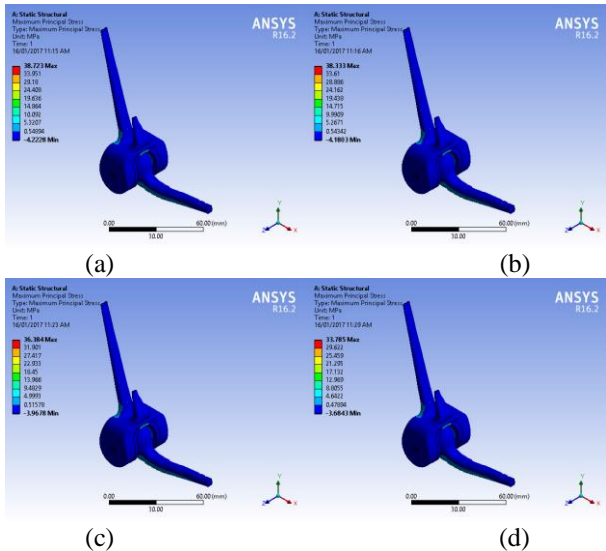 A: Static Structural
Maximum Principal Stress
Type: Maximum Principal Stress
Unit: MPa
Time: 1
16/01/2017 11:15 AM
38.723 Max
33.951
29.18
24.408
19.636
14.864
10.092
5.3207
0.54894
-4.2228 Min
ANSYS
R16.2
0.00
60.00 (mm)
30.00
Y
Z
X
(a)
A: Static Structural
Maximum Principal Stress
Type: Maximum Principal Stress
Unit: MPa
Time: 1
16/01/2017 11:16 AM
38.333 Max
33.61
28.886
24.162
19.438
14.715
9.9909
5.2671
0.54342
-4.1803 Min
ANSYS
R16.2
0.00
60.00 (mm)
30.00
Y
Z
X
(b)
A: Static Structural
Maximum Principal Stress
Type: Maximum Principal Stress
Unit: MPa
Time: 1
16/01/2017 11:23 AM
36.384 Max
31.901
27.417
22.933
18.45
13.966
9.4829
4.9993
0.51578
-3.9678 Min
ANSYS
R16.2
0.00
60.00 (mm)
30.00
Y
Z
X
(c)
A: Static Structural
Maximum Principal Stress
Type: Maximum Principal Stress
Unit: MPa
Time: 1
16/01/2017 11:29 AM
33.785 Max
29.622
25.459
21.295
17.132
12.969
8.8055
4.6422
0.47894
-3.6843 Min
ANSYS
R16.2
0.00
60.00 (mm)
30.00
Y
Z
X
(d)